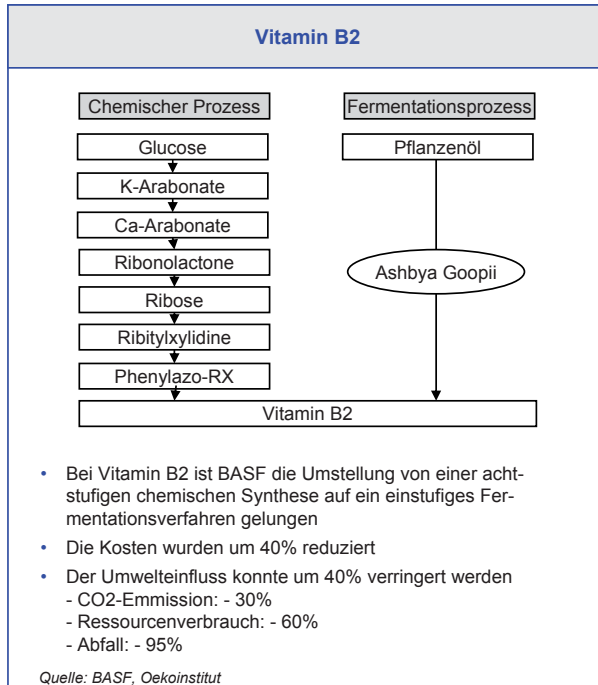 Vitamin B2
Chemischer Prozess
Fermentationsprozess
Glucose
Pflanzenöl
K-Arabonate
Ca-Arabonate
Ribonolactone
Ashbya Goopii
Ribose
Ribitylxylidine
Phenylazo-RX
Vitamin B2
• Bei Vitamin B2 ist BASF die Umstellung von einer acht-
stufigen chemischen Synthese auf ein einstufiges Fer-
mentationsverfahren gelungen
• Die Kosten wurden um 40% reduziert
• Der Umwelteinfluss konnte um 40% verringert werden
- CO2-Emmission: - 30%
- Ressourcenverbrauch: - 60%
- Abfall: - 95%
Quelle: BASF, Oekoinstitut